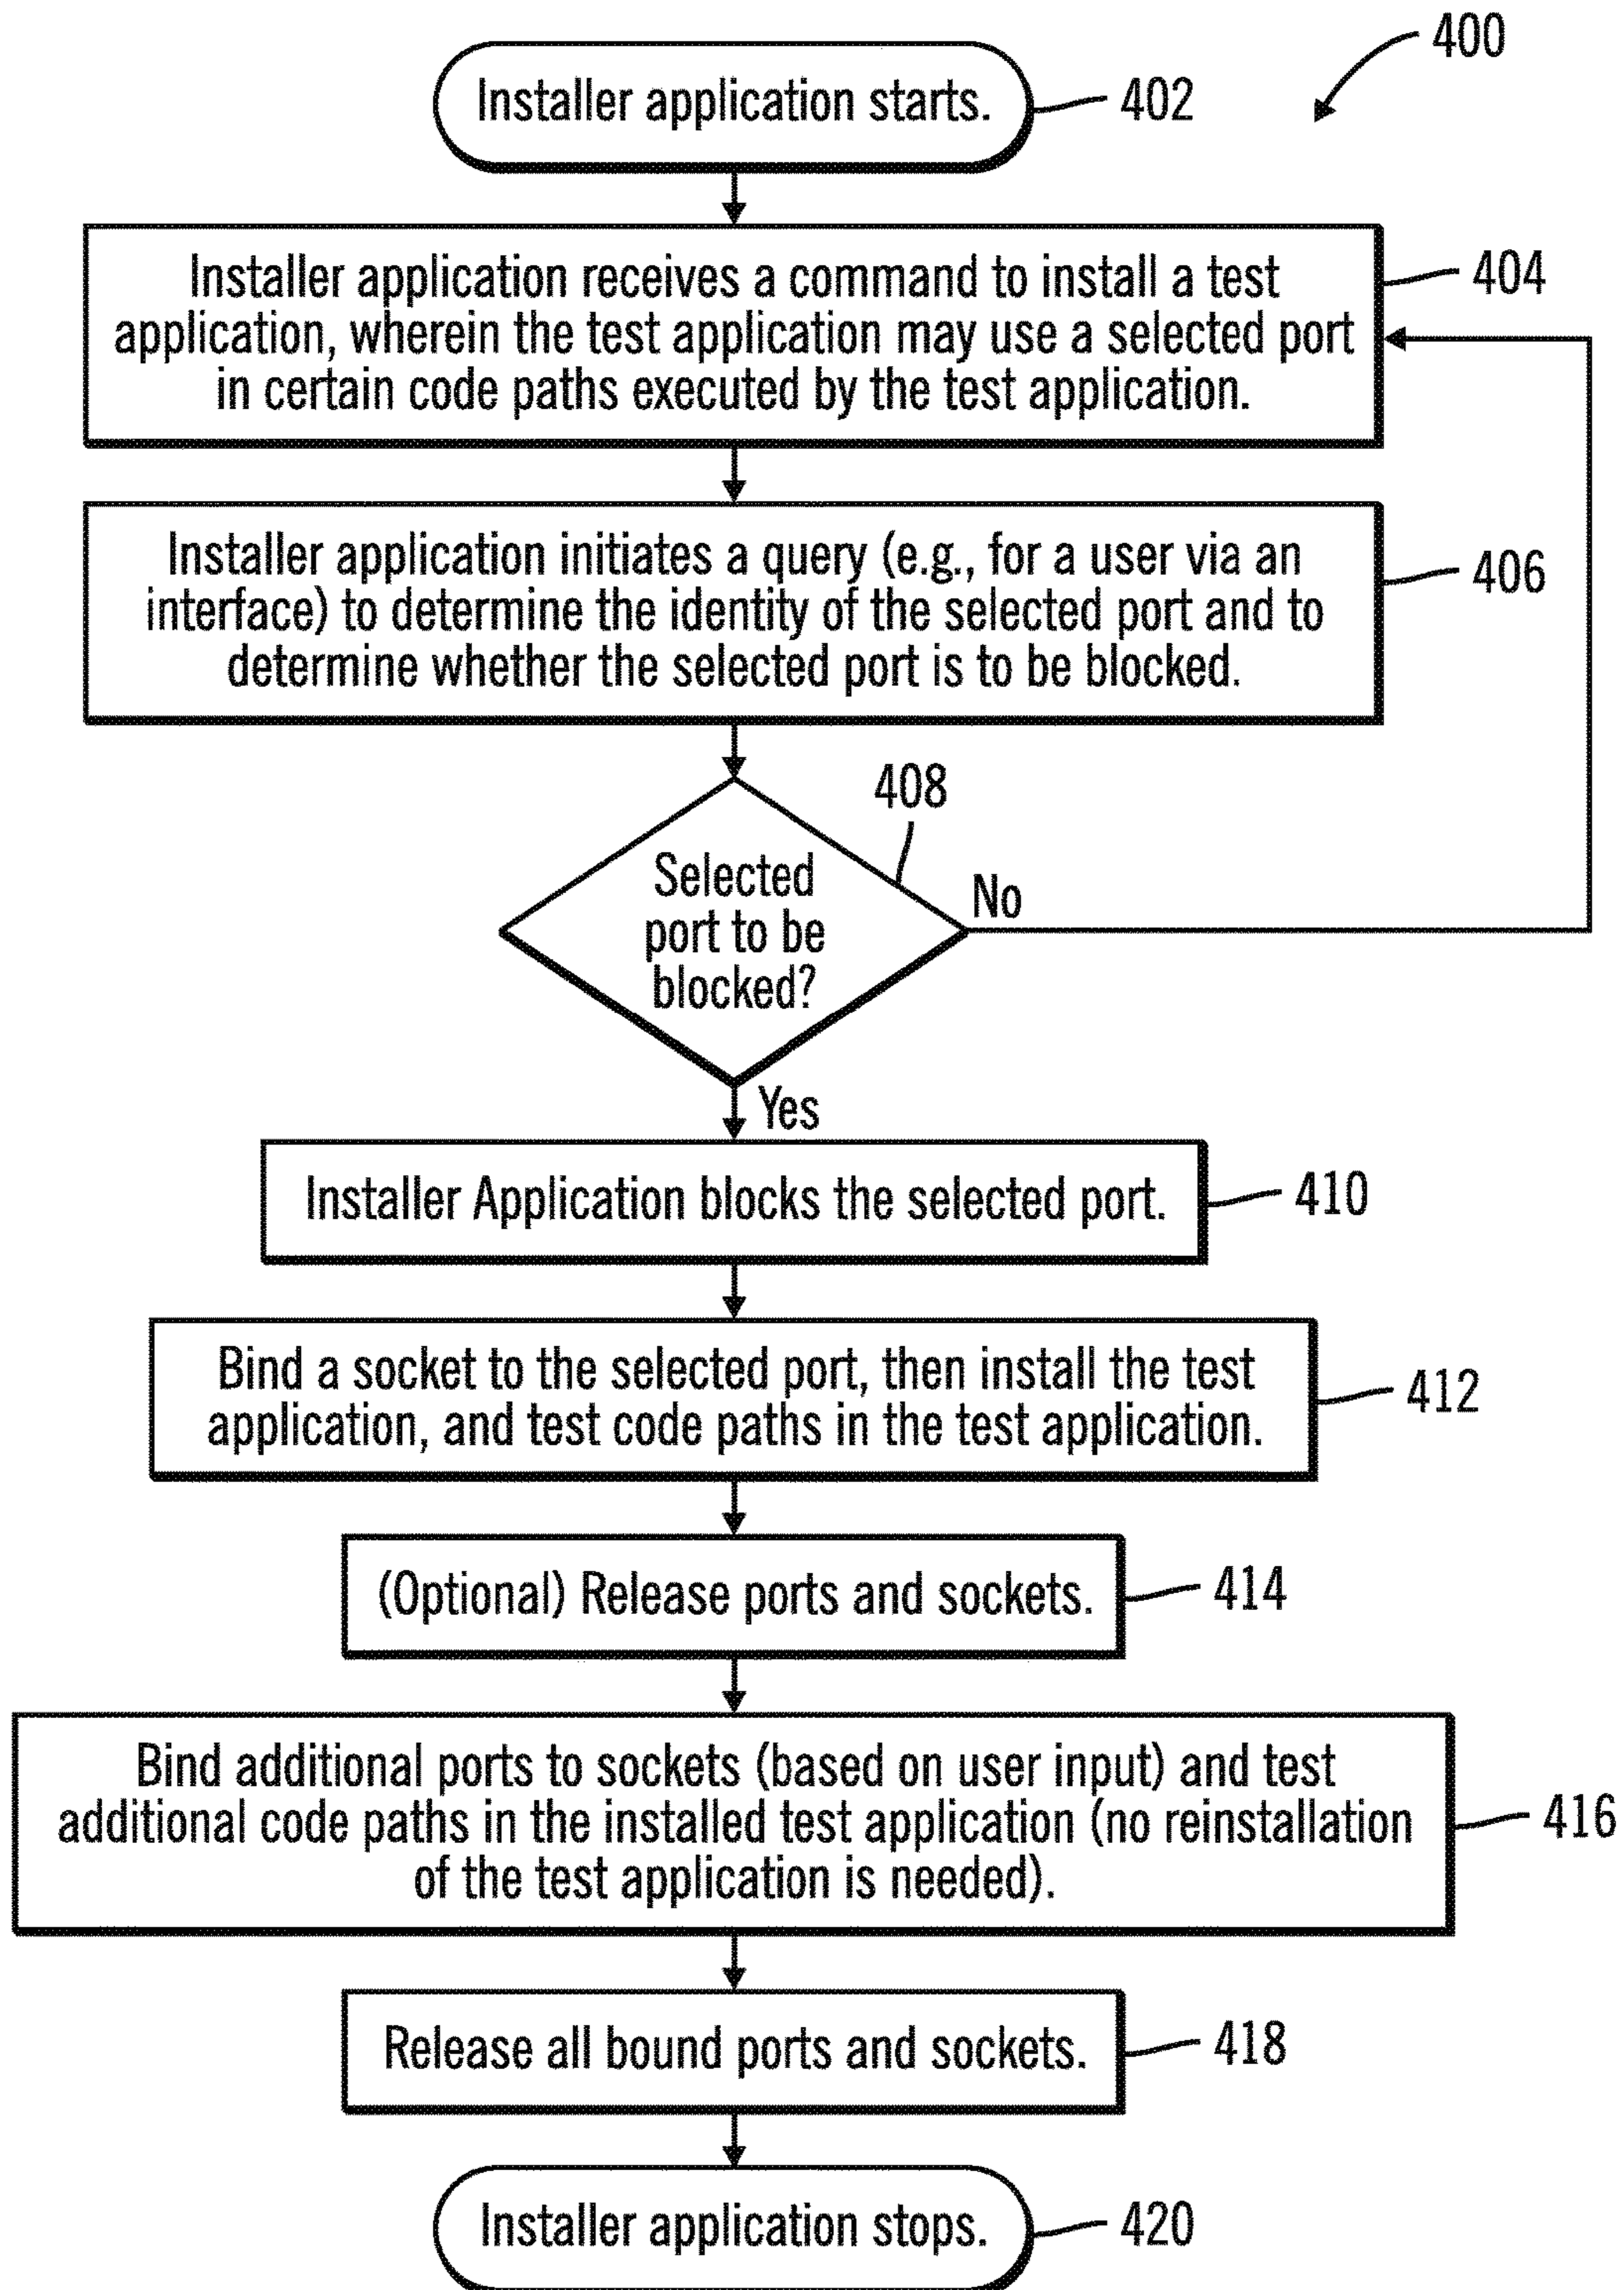 400
Installer application starts.
402
Installer application receives a command to install a test
application, wherein the test application may use a selected port
in certain code paths executed by the test application.
404
Installer application initiates a query (e.g., for a user via an
interface) to determine the identity of the selected port and to
determine whether the selected port is to be blocked.
406
408
Selected
port to be
blocked?
No
Yes
Installer Application blocks the selected port.
410
Bind a socket to the selected port, then install the test
application, and test code paths in the test application.
412
(Optional) Release ports and sockets.
414
Bind additional ports to sockets (based on user input) and test
additional code paths in the installed test application (no reinstallation
of the test application is needed).
416
Release all bound ports and sockets.
418
Installer application stops.
420